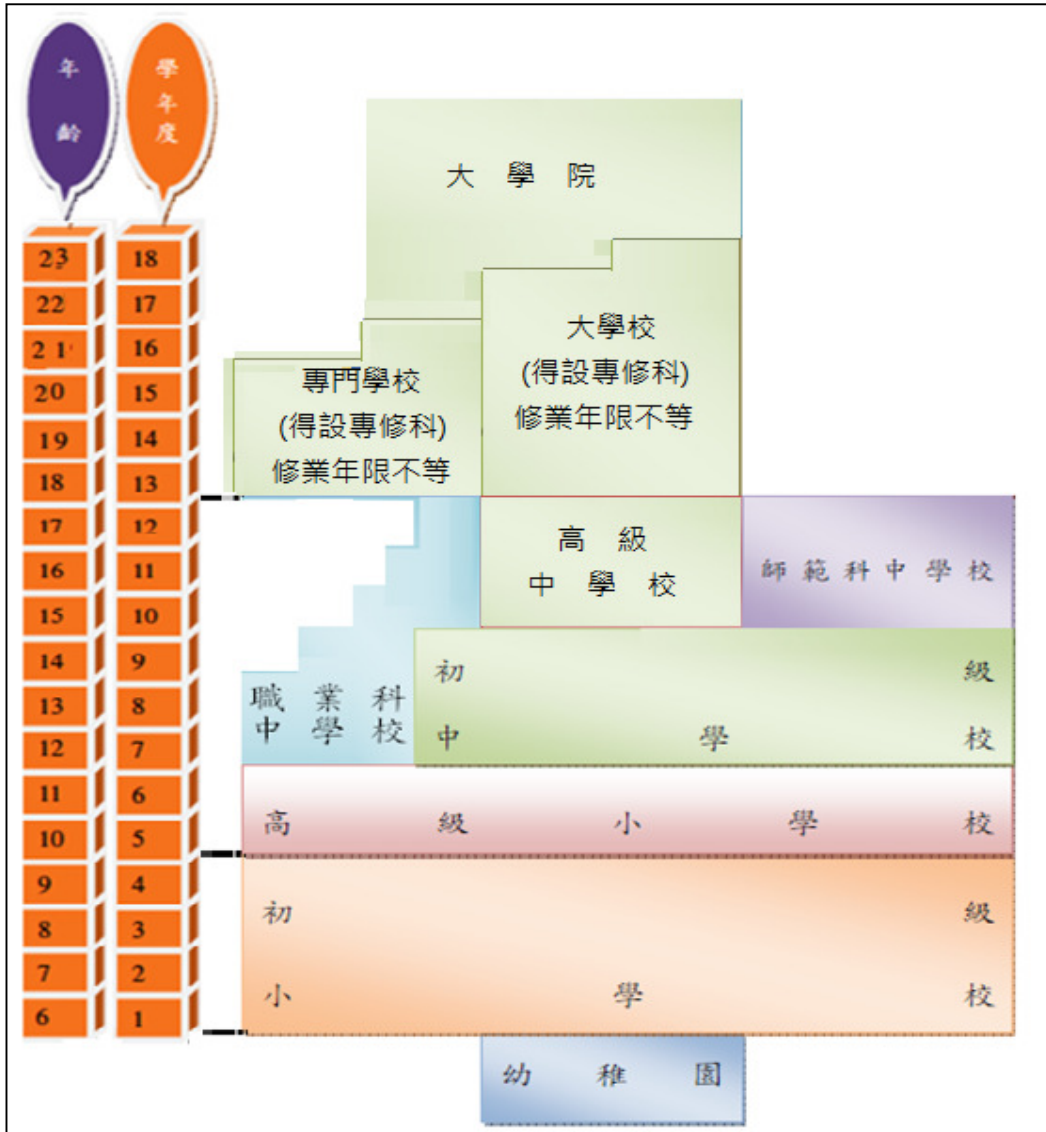 年齡
學年度
大學院
23 18
22 17
21 16
20 15
19 14
18 13
17 12
16 11
15 10
14 9
13 8
12 7
11 6
10 5
9 4
8 3
7 2
6 1
大學校
(得設專修科)
修業年限不等
專門學校
(得設專修科)
修業年限不等
高級
中學校
師範科中學校
職業科
中學校
初級
中學校
高級小學校
初級
小學校
幼稚園